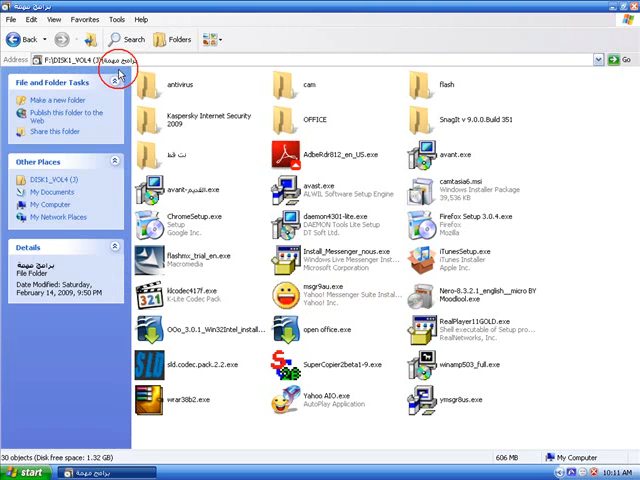 برامج مهمة
File Edit View Favorites Tools Help
Back Search Folders
Address F:\DISK1_VOL4 (J)\برامج مهمة Go
File and Folder Tasks
Make a new folder
Publish this folder to the
Web
Share this folder
Other Places
DISK1_VOL4 (J)
My Documents
My Computer
My Network Places
Details
برامج مهمة
File Folder
Date Modified: Saturday,
February 14, 2009, 9:50 PM
antivirus
cam
flash
Kaspersky Internet Security
2009
OFFICE
SnagIt v 9.0.0.Build 351
نت قط
AdbeRdr812_en_US.exe
avant.exe
avant-القديم.exe
avast.exe
ALWIL Software Setup Engine
camtasia6.msi
Windows Installer Package
39,536 KB
ChromeSetup.exe
Google Inc.
daemon4301-lite.exe
DAEMON Tools Lite Setup
DT Soft Ltd.
Firefox Setup 3.0.4.exe
Mozilla
flashmx_trial_en.exe
Macromedia
Install_Messenger_nous.exe
Windows Live Messenger Inst...
Microsoft Corporation
iTunesSetup.exe
iTunes Installer
Apple Inc.
klcodec417f.exe
K-Lite Codec Pack
msgr9au.exe
Yahoo! Messenger Suite Insta...
Yahoo! Inc.
Nero-8.3.2.1_english__micro BY
Moodlool.exe
OOo_3.0.1_Win32Intel_install...
open office.exe
RealPlayer11GOLD.exe
Shell executable of Setup pro...
RealNetworks, Inc.
sld.codec.pack.2.2.exe
SuperCopier2beta1-9.exe
winamp503_full.exe
wrar38b2.exe
Yahoo AIO.exe
AutoPlay Application
ymsgr8us.exe
30 objects (Disk free space: 1.32 GB) 606 MB My Computer
start برامج مهمة 10:11 AM